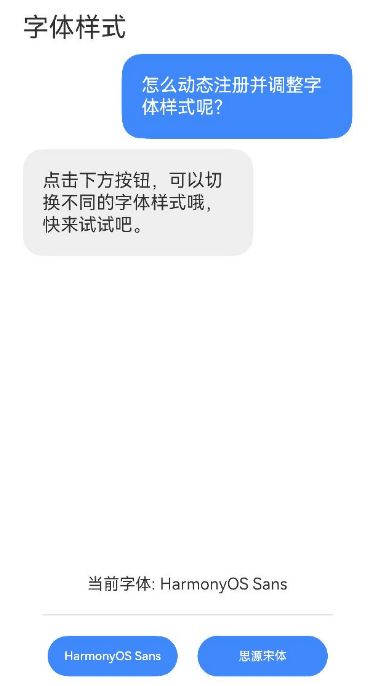 字体样式
怎么动态注册并调整字
体样式呢？
点击下方按钮，可以切
换不同的字体样式哦，
快来试试吧。
当前字体: HarmonyOS Sans
HarmonyOS Sans
思源宋体